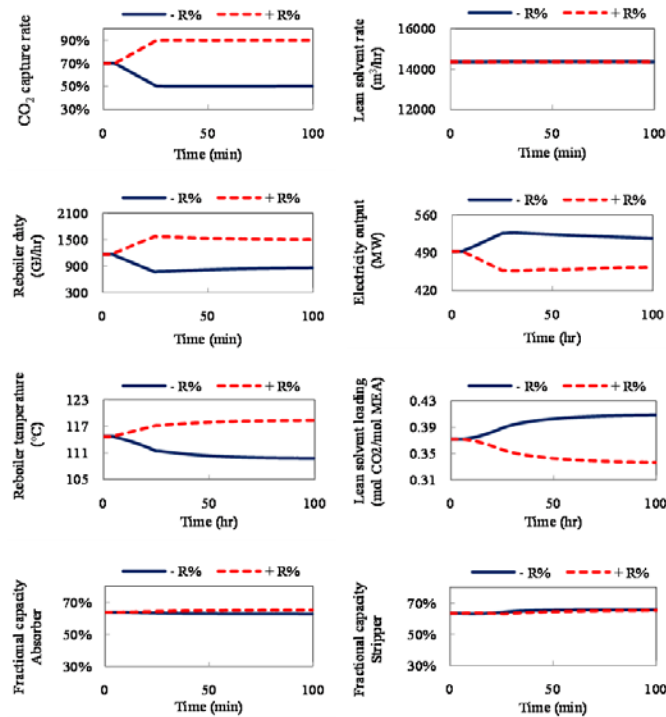 - R% + R%
CO2 capture rate
90%
70%
50%
30%
0 50 100
Time (min)
- R% + R%
Lean solvent rate
(m³/hr)
16000
14000
12000
0 50 100
Time (min)
- R% + R%
Reboiler duty
(GJ/hr)
2100
1500
900
300
0 50 100
Time (min)
- R% + R%
Electricity output
(MW)
560
490
420
0 50 100
Time (hr)
- R% + R%
Reboiler temperature
(°C)
123
117
111
105
0 50 100
Time (hr)
- R% + R%
Lean solvent loading
(mol CO2/mol MEA)
0.43
0.39
0.35
0.31
0 50 100
Time (hr)
- R% + R%
Fractional capacity
Absorber
70%
50%
30%
0 50 100
Time (min)
- R% + R%
Fractional capacity
Stripper
70%
50%
30%
0 50 100
Time (min)